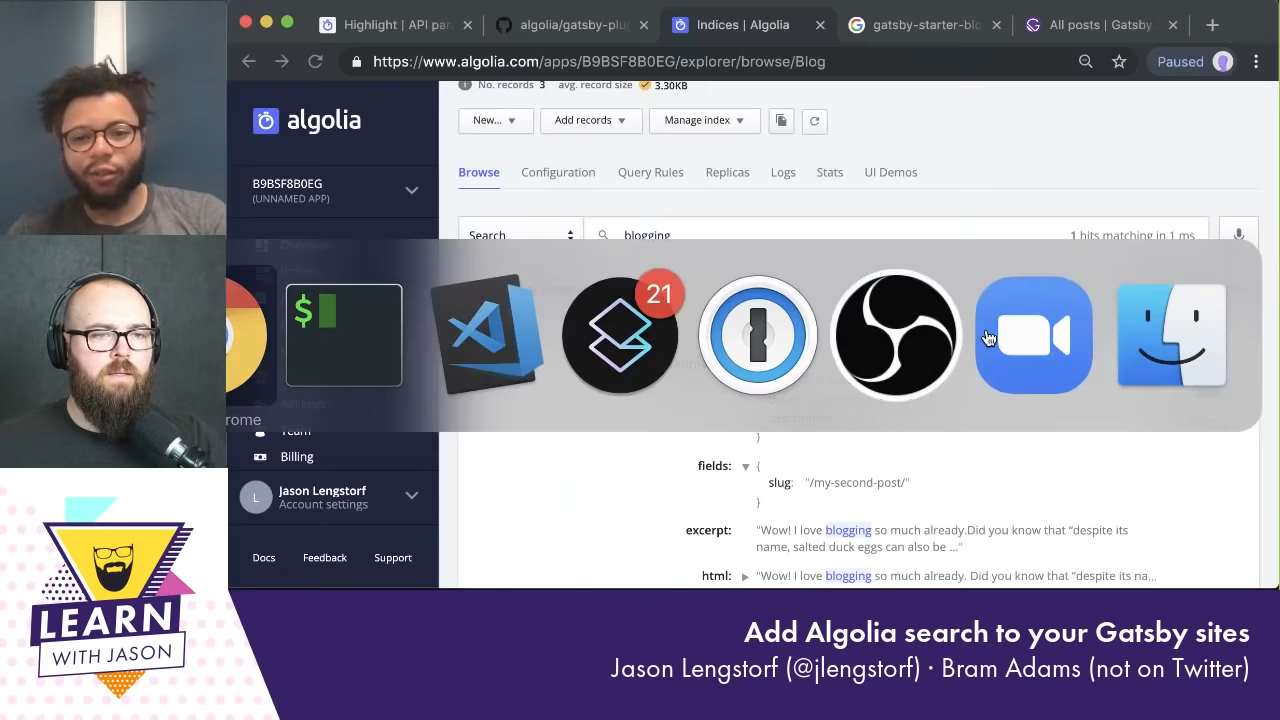 Highlight | API par
algolia/gatsby-plu
Indices | Algolia
gatsby-starter-blo
All posts | Gatsby
https://www.algolia.com/apps/B9BSF8B0EG/explorer/browse/Blog
Paused
No. records 3 avg. record size 3.30KB
algolia
New...
Add records
Manage index
B9BSF8B0EG
(UNNAMED APP)
Browse
Configuration
Query Rules
Replicas
Logs
Stats
UI Demos
Search
blogging
1 hits matching in 1 ms
$
21
rome
Team
}
Billing
fields: {
slug: "/my-second-post/"
}
Jason Lengstorf
Account settings
excerpt: "Wow! I love blogging so much already.Did you know that “despite its
name, salted duck eggs can also be ..."
Docs
Feedback
Support
html: "Wow! I love blogging so much already. Did you know that “despite its na...
LEARN
WITH JASON
Add Algolia search to your Gatsby sites
Jason Lengstorf (@jlengstorf) · Bram Adams (not on Twitter)